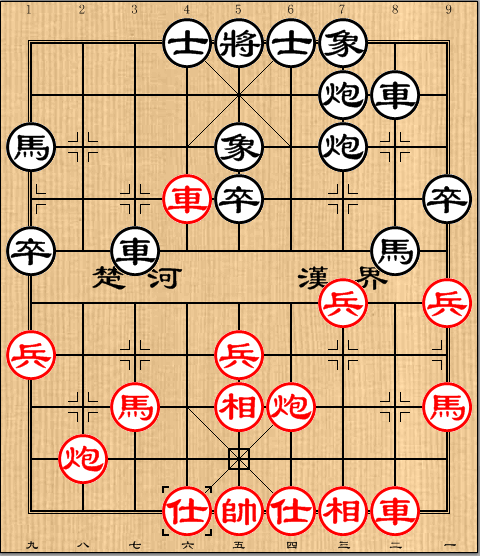 1 2 3 4 5 6 7 8 9
士 將 士 象
炮 車
馬 象 炮
車 卒 卒
卒 車 馬
楚 河 漢 界
兵 兵
兵 兵
馬 相 炮 馬
炮
仕 帥 仕 相 車
九 八 七 六 五 四 三 二 一